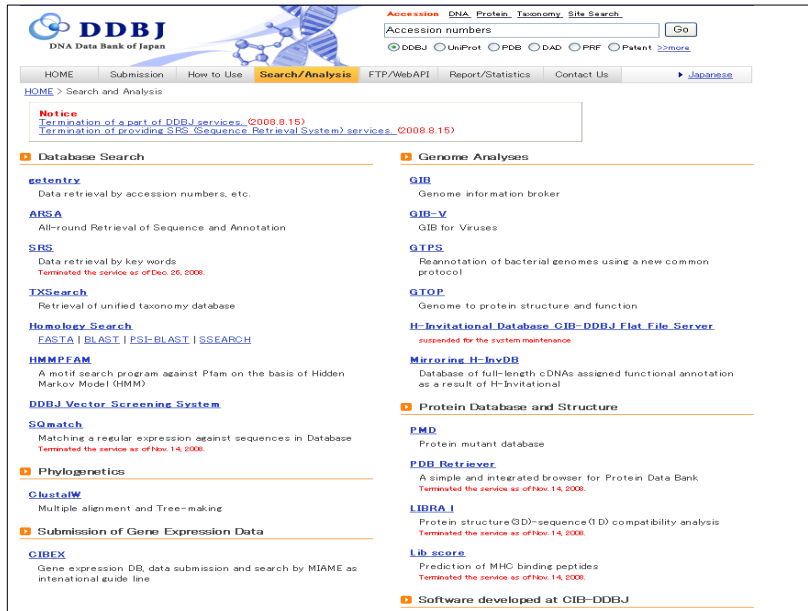 DDBJ
DNA Data Bank of Japan
Accession DNA Protein Taxonomy Site Search
Accession numbers Go
DDBJ UniProt PDB DAD PRF Patent >>more
HOME Submission How to Use Search/Analysis FTP/WebAPI Report/Statistics Contact Us Japanese
HOME > Search and Analysis
Notice
Termination of a part of DDBJ services. (2008.8.15)
Termination of providing SRS (Sequence Retrieval System) services. (2008.8.15)
Database Search
getentry
Data retrieval by accession numbers, etc.
ARSA
All-round Retrieval of Sequence and Annotation
SRS
Data retrieval by key words
Terminated the service as of Dec. 26, 2008.
TXSearch
Retrieval of unified taxonomy database
Homology Search
FASTA | BLAST | PSI-BLAST | SSEARCH
HMMPFAM
A motif search program against Pfam on the basis of Hidden
Markov Model (HMM)
DDBJ Vector Screening System
SQmatch
Matching a regular expression against sequences in Database
Terminated the service as of Nov. 14, 2008.
Phylogenetics
ClustalW
Multiple alignment and Tree-making
Submission of Gene Expression Data
CIBEX
Gene expression DB, data submission and search by MIAME as
intenational guide line
Genome Analyses
GIB
Genome information broker
GIB-V
GIB for Viruses
GTPS
Reannotation of bacterial genomes using a new common
protocol
GTOP
Genome to protein structure and function
H-Invitational Database CIB-DDBJ Flat File Server
suspended for the system maintenance
Mirroring H-InvDB
Database of full-length cDNAs assigned functional annotation
as a result of H-Invitational
Protein Database and Structure
PMD
Protein mutant database
PDB Retriever
A simple and integrated browser for Protein Data Bank
Terminated the service as of Nov. 14, 2008.
LIBRA I
Protein structure(3D)-sequence(1D) compatibility analysis
Terminated the service as of Nov. 14, 2008.
Lib score
Prediction of MHC binding peptides
Terminated the service as of Nov. 14, 2008.
Software developed at CIB-DDBJ